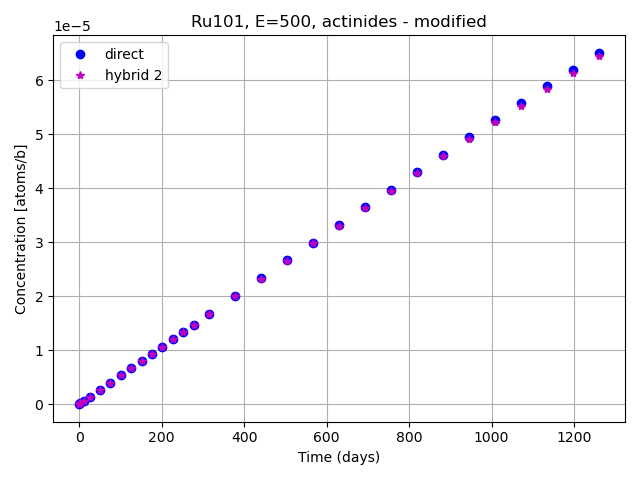 Ru101, E=500, actinides - modified
1e−5
direct
hybrid 2
6
5
4
3
2
1
0
Concentration [atoms/b]
0 200 400 600 800 1000 1200
Time (days)